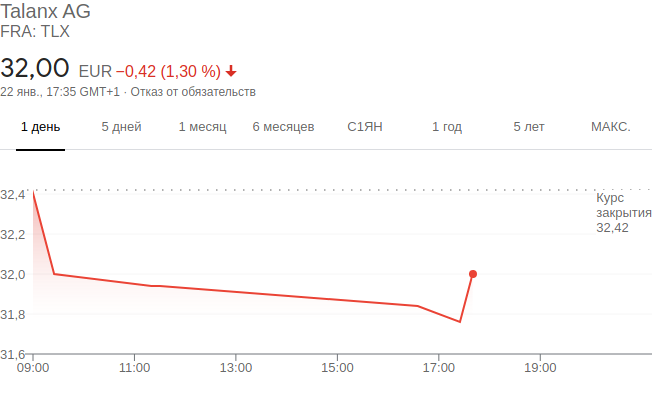 Talanx AG
FRA: TLX
32,00 EUR −0,42 (1,30 %)
22 янв., 17:35 GMT+1 · Отказ от обязательств
1 день 5 дней 1 месяц 6 месяцев С1ЯН 1 год 5 лет МАКС.
32,4
Курс
закрытия
32,42
32,2
32,0
31,8
31,6
09:00 11:00 13:00 15:00 17:00 19:00